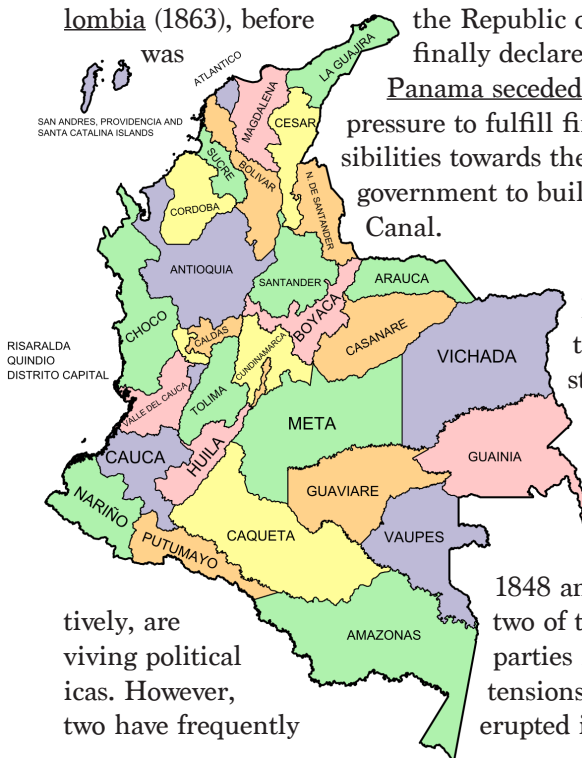 lombia (1863), before
the Republic
finally declare
was
Panama seceded
pressure to fulfill
sibilities towards the
government to
Canal.
ATLANTICO
LA GUAJIRA
MAGDALENA
CESAR
SAN ANDRES, PROVIDENCIA AND
SANTA CATALINA ISLANDS
SUCRE
BOLIVAR
N. DE SANTANDER
CORDOBA
ANTIOQUIA
SANTANDER
ARAUCA
BOYACA
CHOCO
CALDAS
CUNDINAMARCA
CASANARE
VICHADA
RISARALDA
QUINDIO
DISTRITO CAPITAL
VALLE DEL CAUCA
TOLIMA
META
HUILA
CAUCA
GUAINIA
GUAVIARE
NARIÑO
CAQUETA
VAUPES
PUTUMAYO
AMAZONAS
1848
tively, are
two of
viving political
parties
icas. However,
tensions
two have frequently
erupted